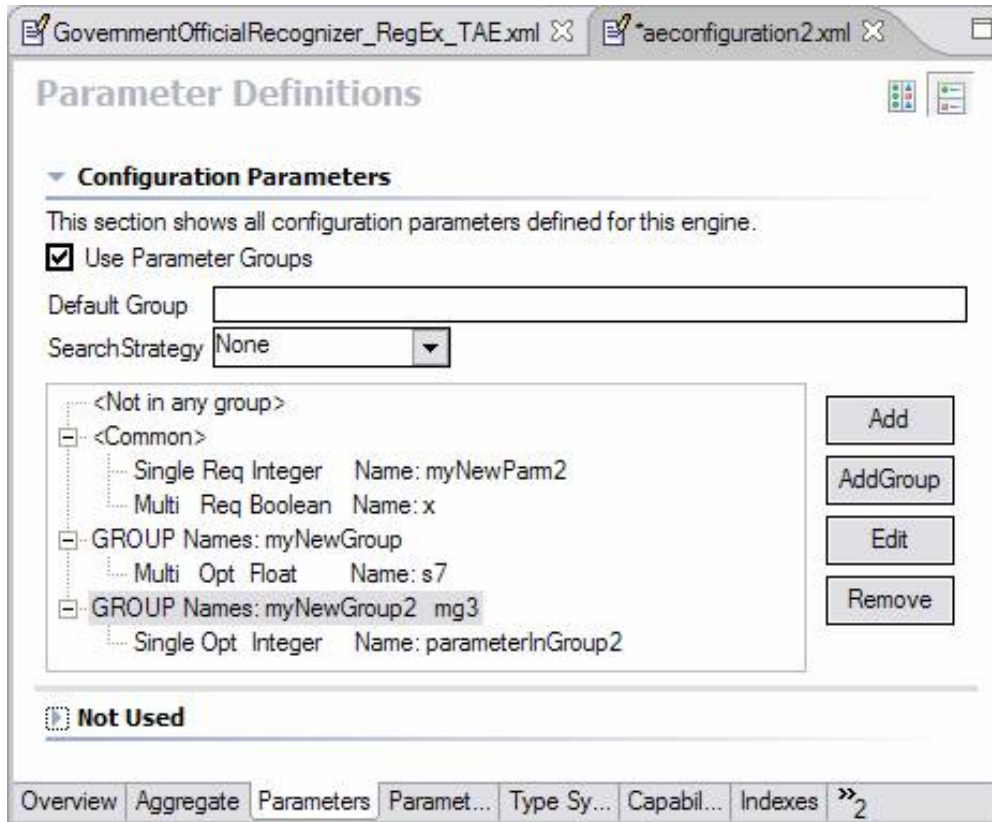 GovernmentOfficialRecognizer_RegEx_TAE.xml *aeconfiguration2.xml
Parameter Definitions
Configuration Parameters
This section shows all configuration parameters defined for this engine.
Use Parameter Groups
Default Group
SearchStrategy None
<Not in any group>
<Common>
Single Req Integer Name: myNewParm2
Multi Req Boolean Name: x
GROUP Names: myNewGroup
Multi Opt Float Name: s7
GROUP Names: myNewGroup2 mg3
Single Opt Integer Name: parameterInGroup2
Add
AddGroup
Edit
Remove
Not Used
Overview Aggregate Parameters Paramet... Type Sy... Capabil... Indexes »2